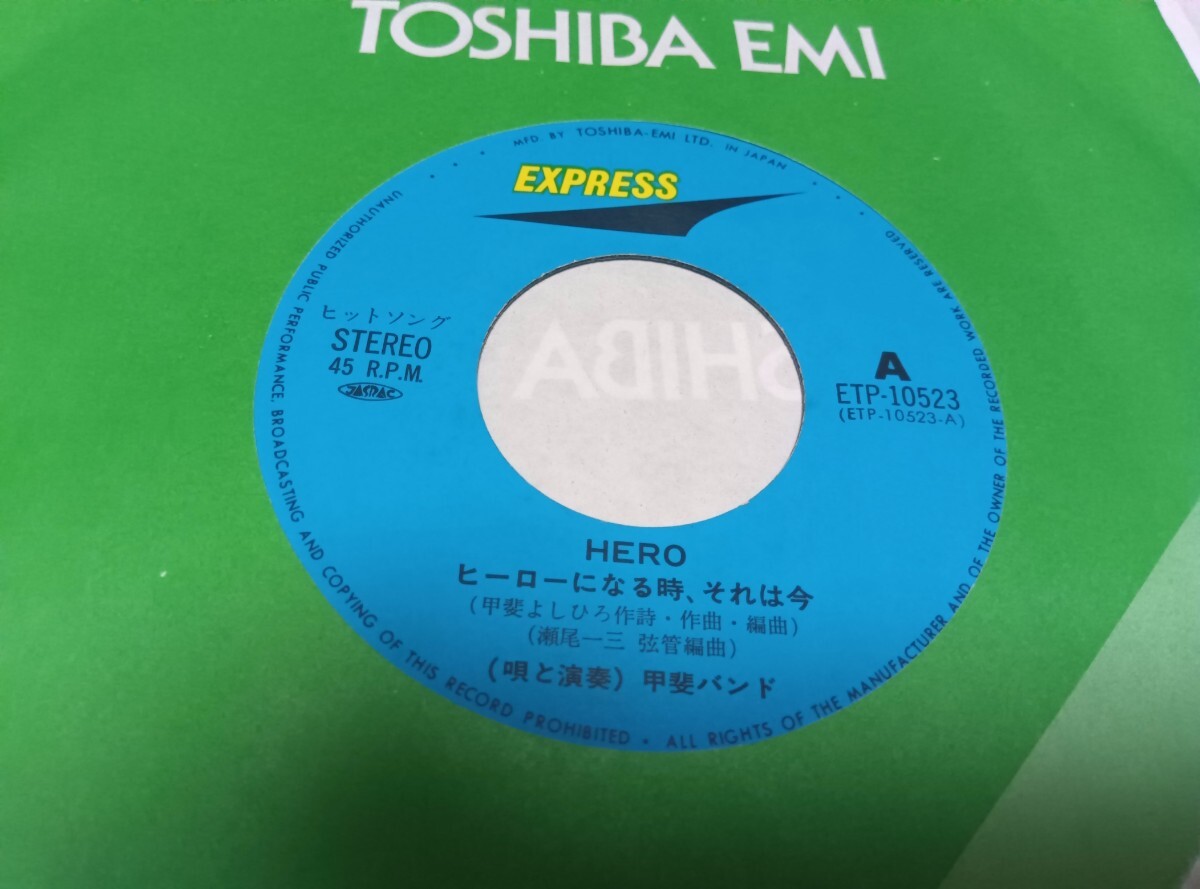 TOSHIBA EMI
MFD. BY TOSHIBA-EMI LTD. IN JAPAN
EXPRESS
ヒットソング
STEREO
45 R.P.M.
JASRAC
A
ETP-10523
(ETP-10523-A)
SHIBA
HERO
ヒーローになる時、それは今
(甲斐よしひろ作詩・作曲・編曲)
(瀬尾一三 弦管編曲)
(唄と演奏) 甲斐バンド
UNAUTHORIZED PUBLIC PERFORMANCE, BROADCASTING AND COPYING OF THIS RECORD PROHIBITED • ALL RIGHTS OF THE MANUFACTURER AND OF THE OWNER OF THE RECORDED WORK ARE RESERVED